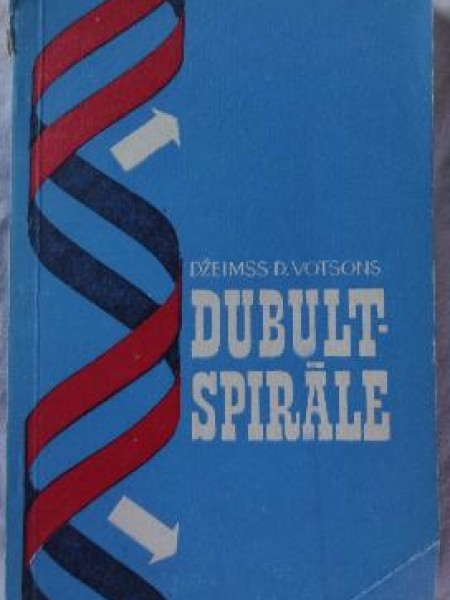 DŽEIMSS D. VOTSONS
DUBULT-
SPIRĀLE